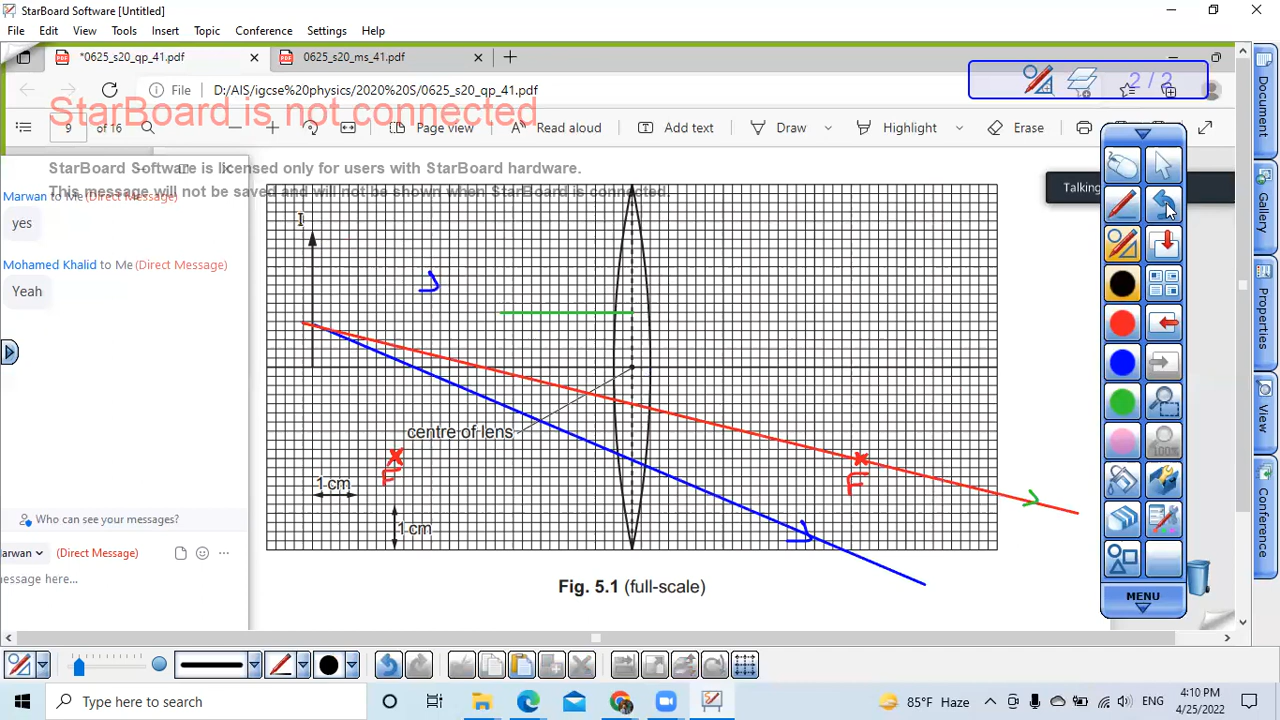 StarBoard Software [Untitled]
File Edit View Tools Insert Topic Conference Settings Help
*0625_s20_qp_41.pdf
0625_s20_ms_41.pdf
File D:/AIS/igcse%20physics/2020%20S/0625_s20_qp_41.pdf
2 / 2
StarBoard is not connected
9 of 16 Page view Read aloud Add text Draw Highlight Erase
StarBoard Software is licensed only for users with StarBoard hardware.
This message will not be saved and will not be shown when StarBoard is connected.
Talking
Marwan to Me (Direct Message)
yes
Mohamed Khalid to Me (Direct Message)
Yeah
I
centre of lens
F
F
1 cm
1 cm
Fig. 5.1 (full-scale)
Who can see your messages?
arwan (Direct Message)
nessage here...
100%
MENU
Document
Gallery
Properties
View
Conference
Type here to search
85°F Haze
ENG
4:10 PM
4/25/2022